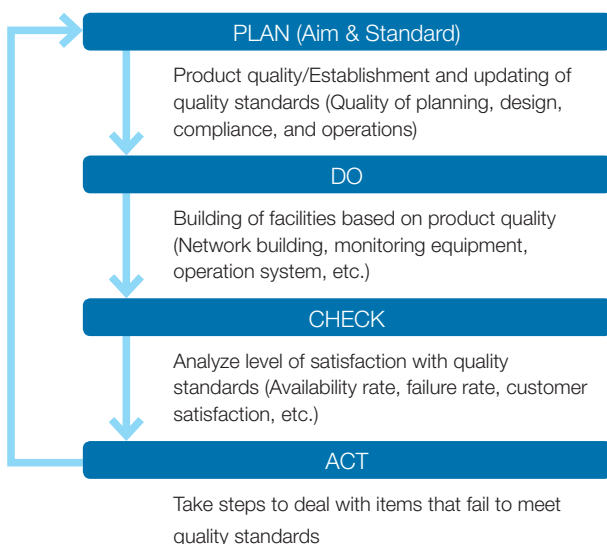 PLAN (Aim & Standard)
Product quality/Establishment and updating of
quality standards (Quality of planning, design,
compliance, and operations)
DO
Building of facilities based on product quality
(Network building, monitoring equipment,
operation system, etc.)
CHECK
Analyze level of satisfaction with quality
standards (Availability rate, failure rate, customer
satisfaction, etc.)
ACT
Take steps to deal with items that fail to meet
quality standards